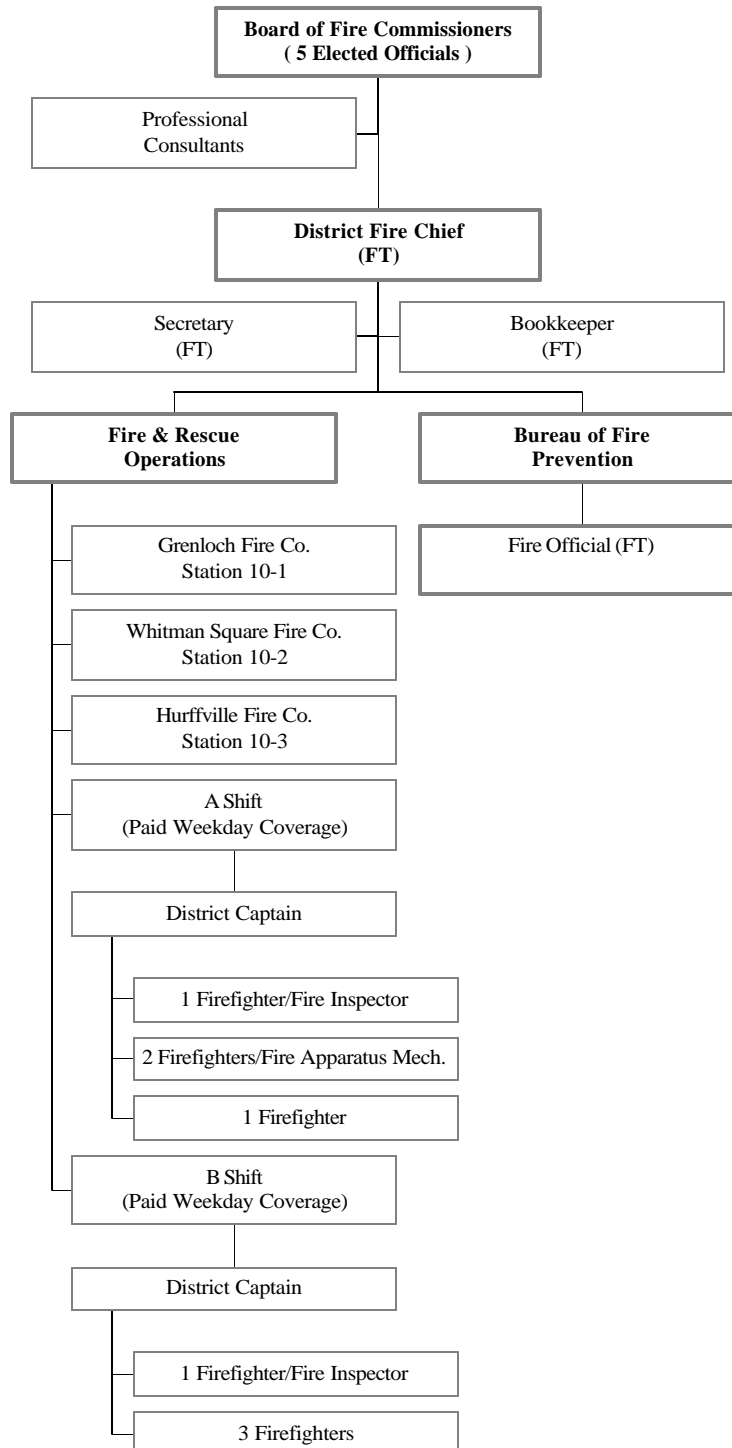 Board of Fire Commissioners
( 5 Elected Officials )
Professional
Consultants
District Fire Chief
(FT)
Secretary
(FT)
Bookkeeper
(FT)
Fire & Rescue
Operations
Bureau of Fire
Prevention
Grenloch Fire Co.
Station 10-1
Fire Official (FT)
Whitman Square Fire Co.
Station 10-2
Hurffville Fire Co.
Station 10-3
A Shift
(Paid Weekday Coverage)
District Captain
1 Firefighter/Fire Inspector
2 Firefighters/Fire Apparatus Mech.
1 Firefighter
B Shift
(Paid Weekday Coverage)
District Captain
1 Firefighter/Fire Inspector
3 Firefighters